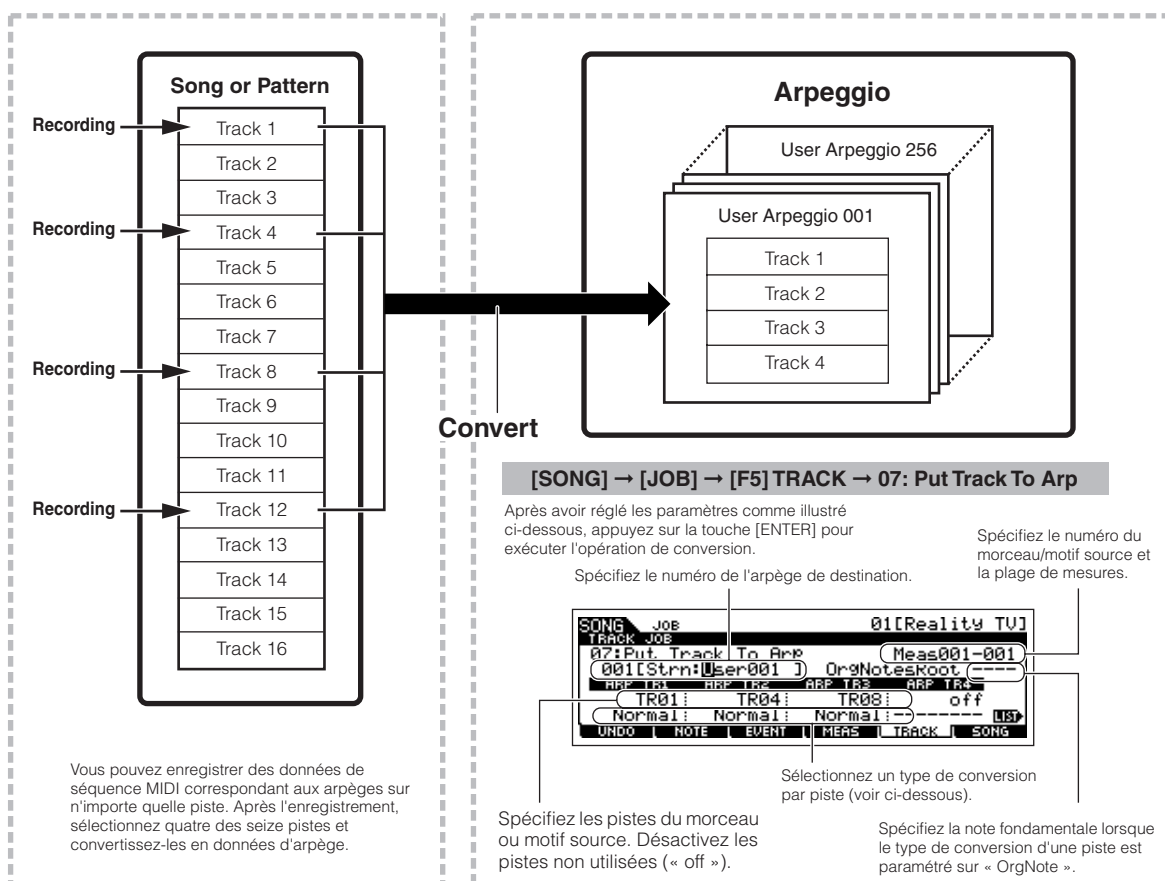 Song or Pattern
Recording
Track 1
Track 2
Track 3
Recording
Track 4
Track 5
Track 6
Track 7
Recording
Track 8
Track 9
Track 10
Track 11
Recording
Track 12
Track 13
Track 14
Track 15
Track 16
Vous pouvez enregistrer des données de
séquence MIDI correspondant aux arpèges sur
n'importe quelle piste. Après l'enregistrement,
sélectionnez quatre des seize pistes et
convertissez-les en données d'arpège.
Convert
Arpeggio
User Arpeggio 256
User Arpeggio 001
Track 1
Track 2
Track 3
Track 4
[SONG] → [JOB] → [F5] TRACK → 07: Put Track To Arp
Après avoir réglé les paramètres comme illustré
ci-dessous, appuyez sur la touche [ENTER] pour
exécuter l'opération de conversion.
Spécifiez le numéro du
morceau/motif source et
la plage de mesures.
Spécifiez le numéro de l'arpège de destination.
SONG JOB 01[Reality TV]
TRACK JOB
07:Put Track To Arp Meas001-001
001[Strn:User001 ] OrgNotesRoot ----
ARP TR1 ARP TR2 ARP TR3 ARP TR4
TR01 TR04 TR08 off
Normal Normal Normal --------- LIST
UNDO NOTE EVENT MEAS TRACK SONG
Sélectionnez un type de conversion
par piste (voir ci-dessous).
Spécifiez les pistes du morceau
ou motif source. Désactivez les
pistes non utilisées (« off »).
Spécifiez la note fondamentale lorsque
le type de conversion d'une piste est
paramétré sur « OrgNote ».